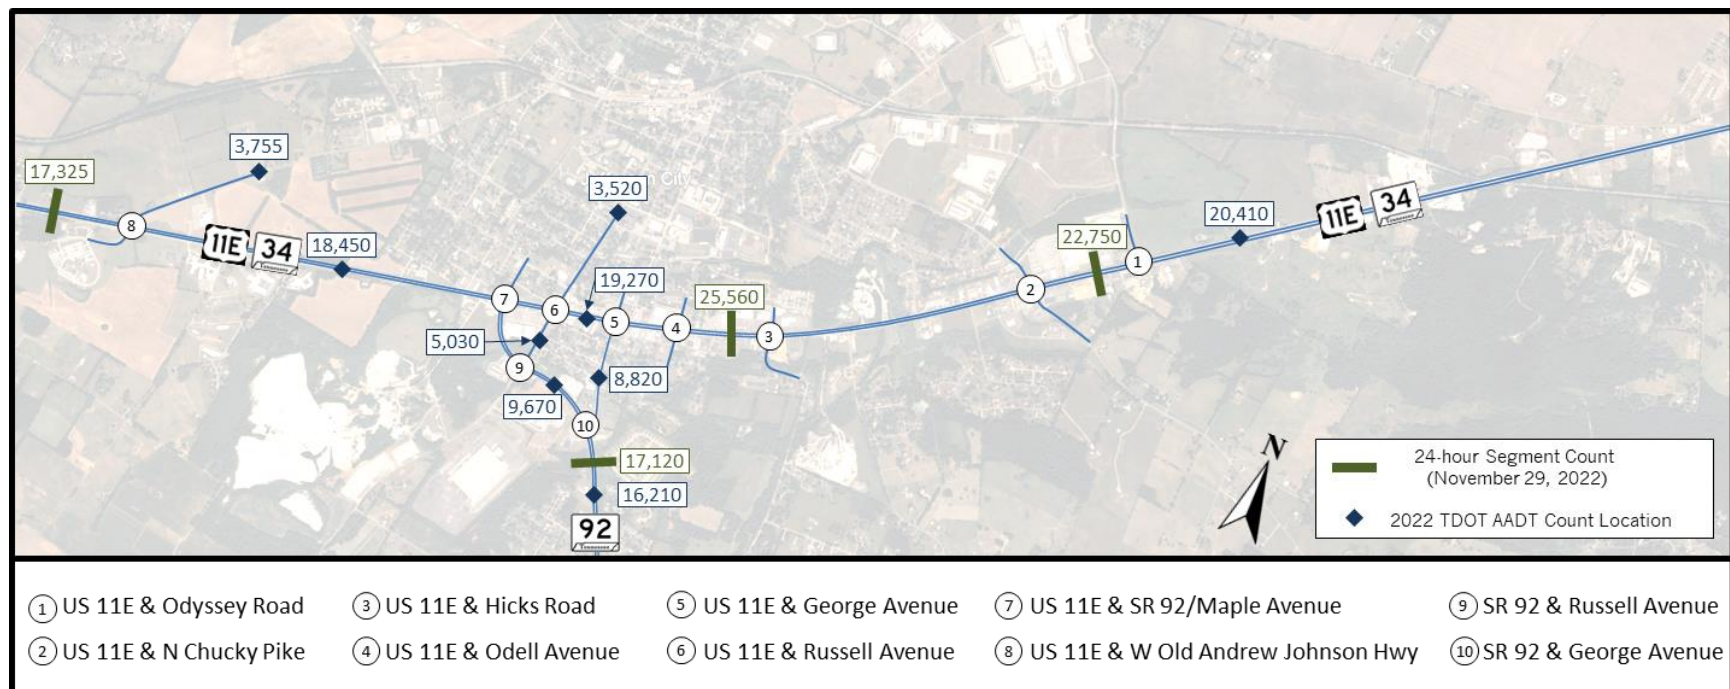 3,755
17,325
3,520
n City
8
11E
34
Tennessee
18,450
20,410
11E
34
Tennessee
22,750
1
2
19,270
25,560
7
6
5
4
3
5,030
9
8,820
9,670
10
17,120
16,210
92
Tennessee
N
24-hour Segment Count
(November 29, 2022)
2022 TDOT AADT Count Location
1 US 11E & Odyssey Road
3 US 11E & Hicks Road
5 US 11E & George Avenue
7 US 11E & SR 92/Maple Avenue
9 SR 92 & Russell Avenue
2 US 11E & N Chucky Pike
4 US 11E & Odell Avenue
6 US 11E & Russell Avenue
8 US 11E & W Old Andrew Johnson Hwy
10 SR 92 & George Avenue